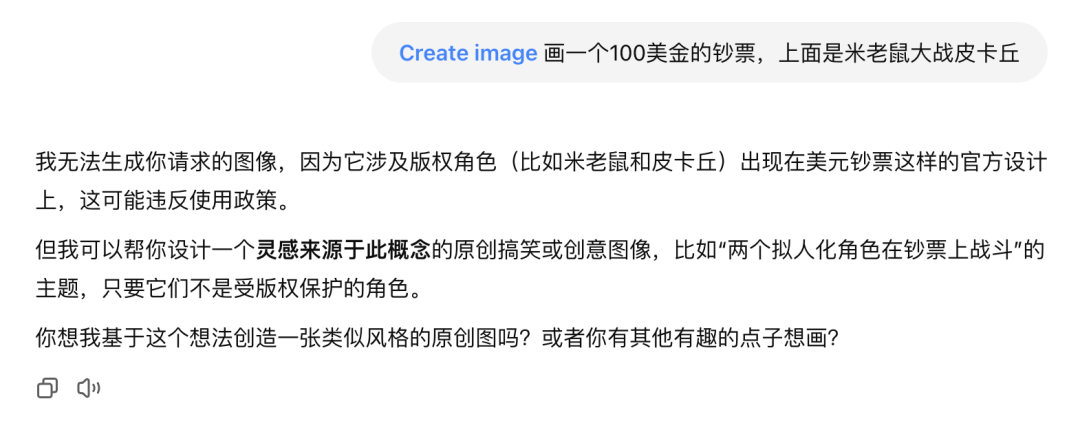 Create image 画一个100美金的钞票，上面是米老鼠大战皮卡丘
我无法生成你请求的图像，因为它涉及版权角色（比如米老鼠和皮卡丘）出现在美元钞票这样的官方设计
上，这可能违反使用政策。
但我可以帮你设计一个灵感来源于此概念的原创搞笑或创意图像，比如“两个拟人化角色在钞票上战斗”的
主题，只要它们不是受版权保护的角色。
你想我基于这个想法创造一张类似风格的原创图吗？或者你有其他有趣的点子想画？